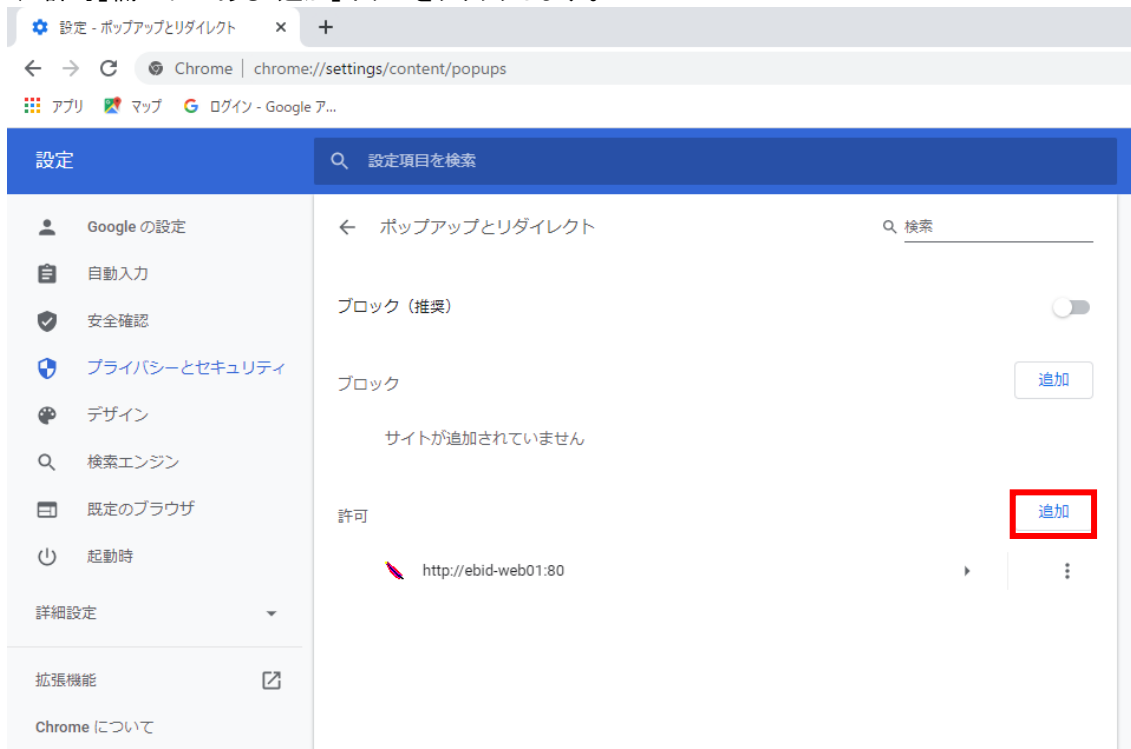 設定 - ポップアップとリダイレクト
Chrome | chrome://settings/content/popups
アプリ マップ G ログイン - Google ア...
設定
設定項目を検索
Google の設定
自動入力
安全確認
プライバシーとセキュリティ
デザイン
検索エンジン
既定のブラウザ
起動時
詳細設定
拡張機能
Chrome について
ポップアップとリダイレクト
検索
ブロック（推奨）
ブロック
追加
サイトが追加されていません
許可
追加
http://ebid-web01:80